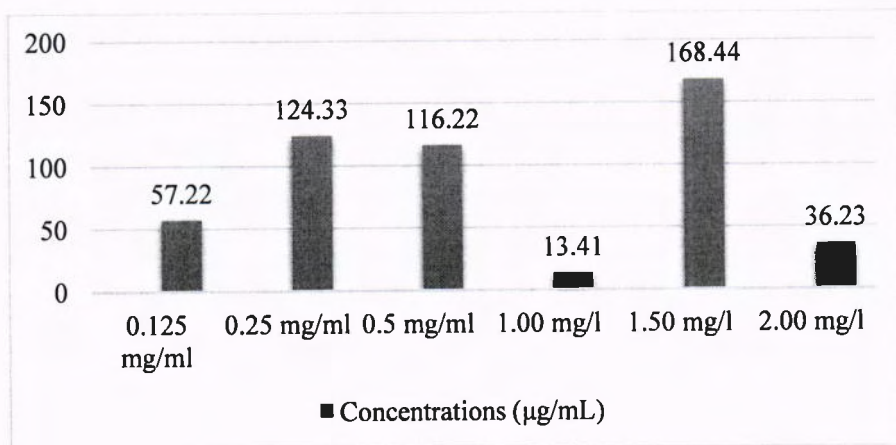 200
168.44
150
124.33
116.22
100
57.22
50
36.23
13.41
0
0.125 mg/ml
0.25 mg/ml
0.5 mg/ml
1.00 mg/l
1.50 mg/l
2.00 mg/l
■ Concentrations (µg/mL)